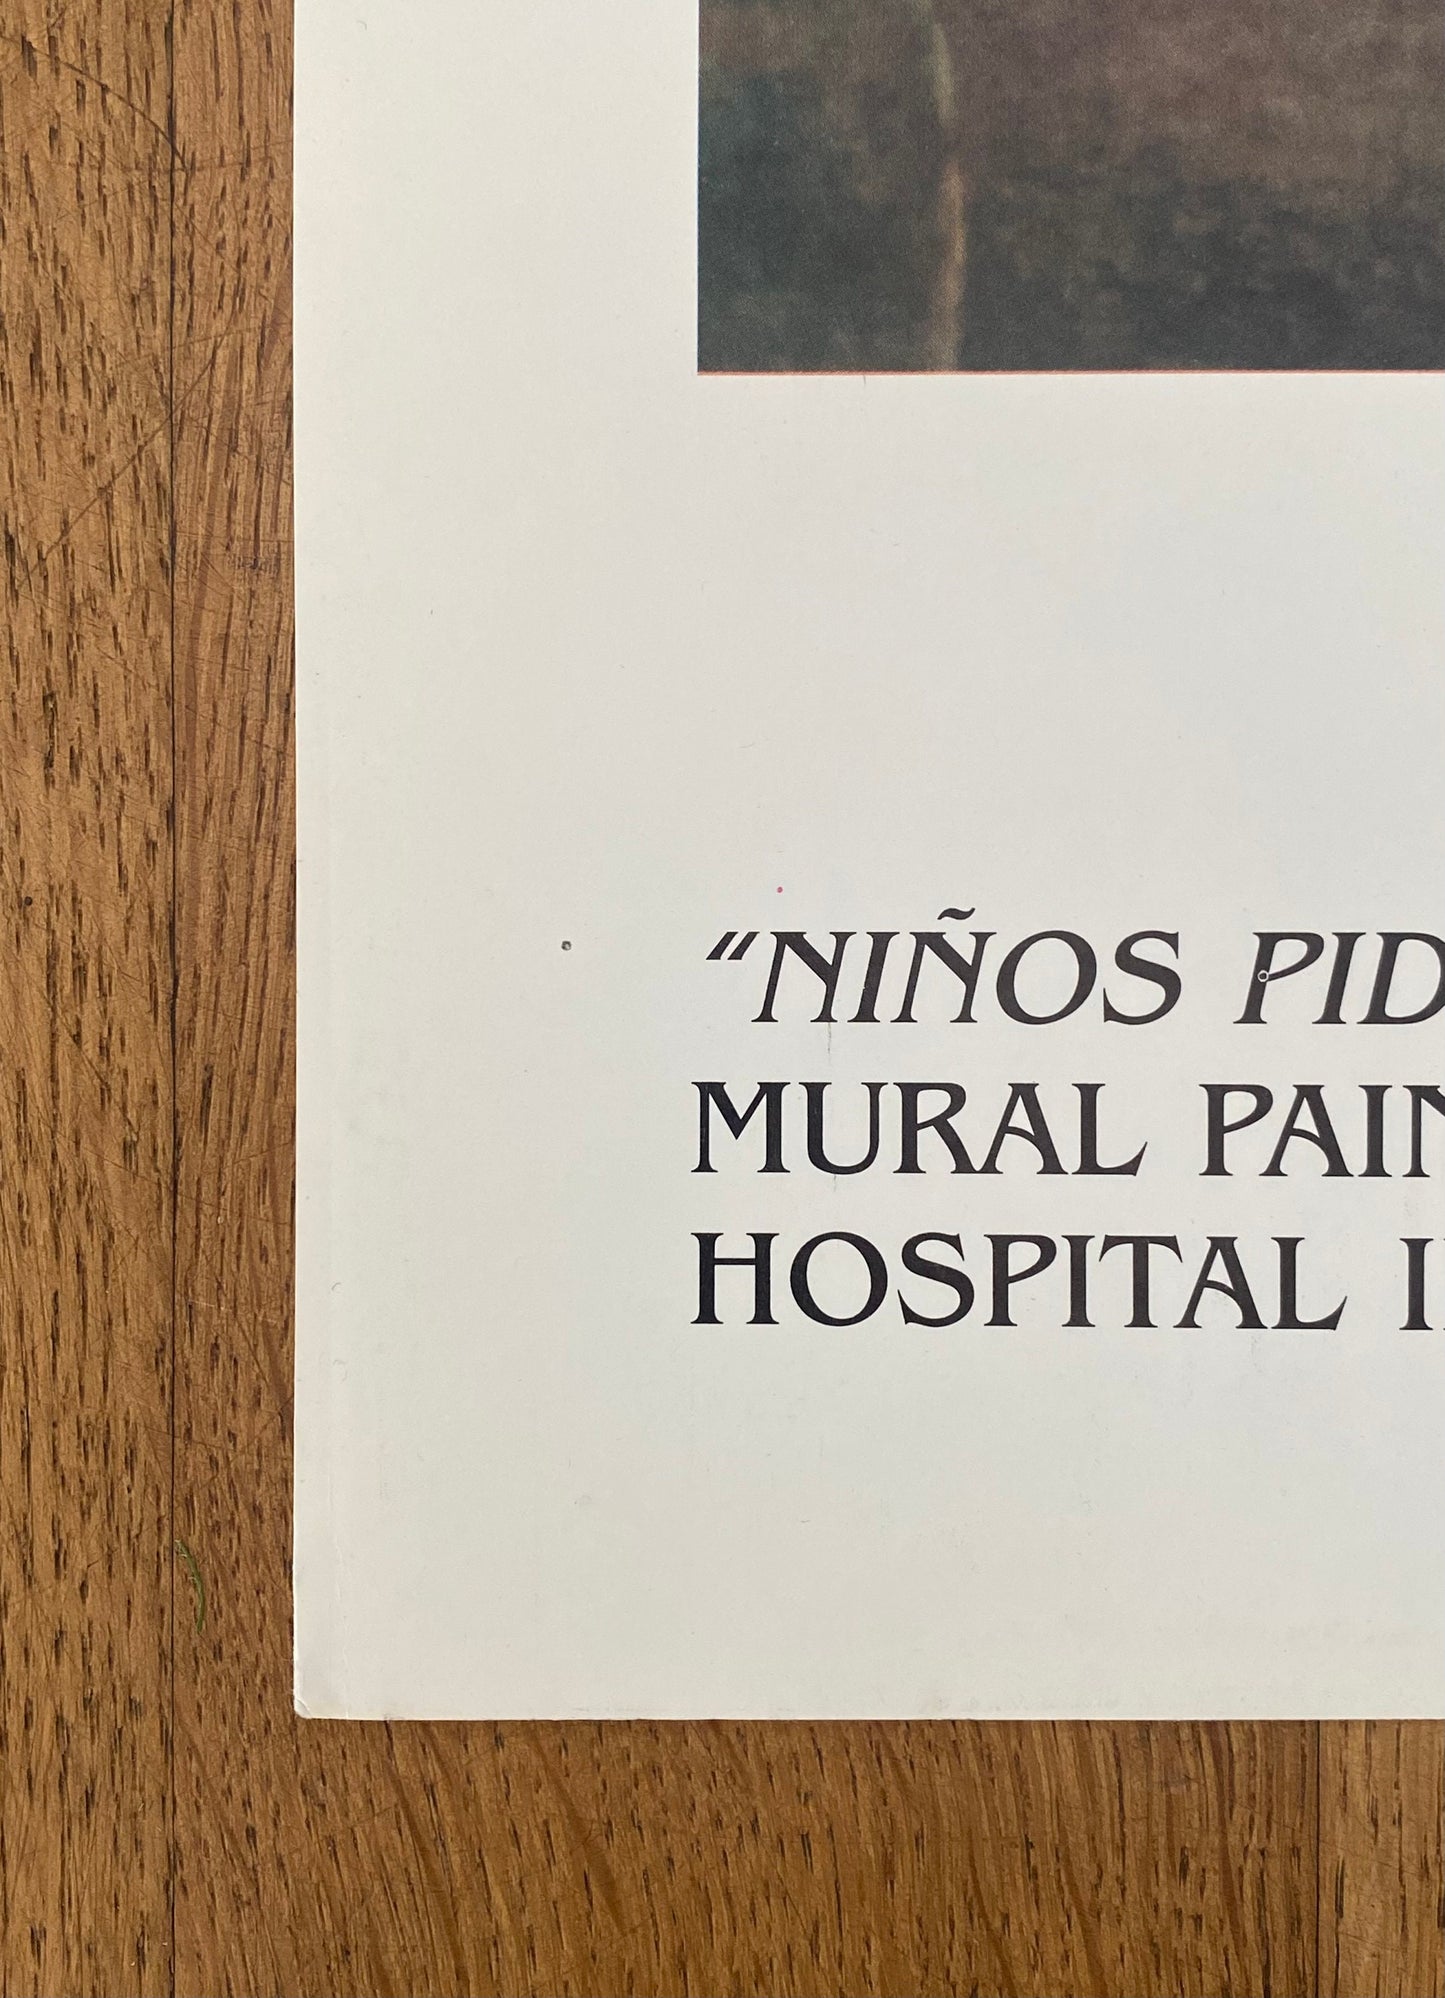 “NIÑOS PID
MURAL PAIN
HOSPITAL I